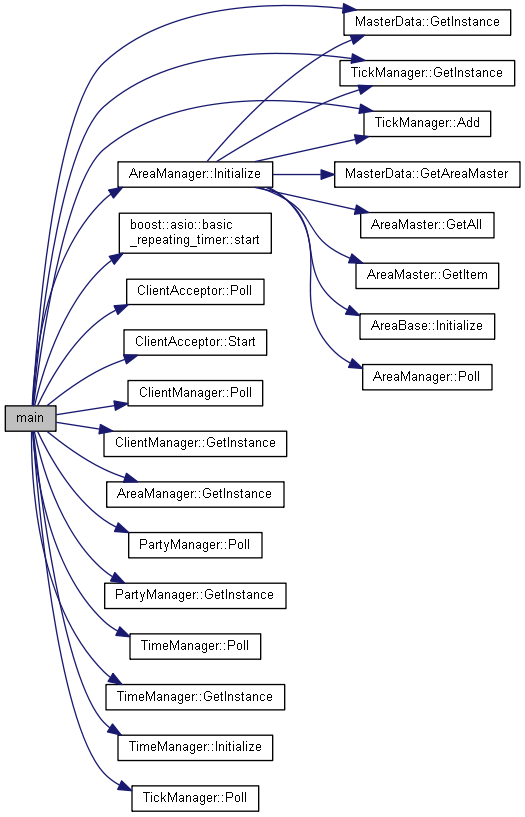 MasterData::GetInstance
TickManager::GetInstance
TickManager::Add
AreaManager::Initialize
MasterData::GetAreaMaster
boost::asio::basic
_repeating_timer::start
AreaMaster::GetAll
AreaMaster::GetItem
ClientAcceptor::Poll
AreaBase::Initialize
ClientAcceptor::Start
AreaManager::Poll
ClientManager::Poll
main
ClientManager::GetInstance
AreaManager::GetInstance
PartyManager::Poll
PartyManager::GetInstance
TimeManager::Poll
TimeManager::GetInstance
TimeManager::Initialize
TickManager::Poll